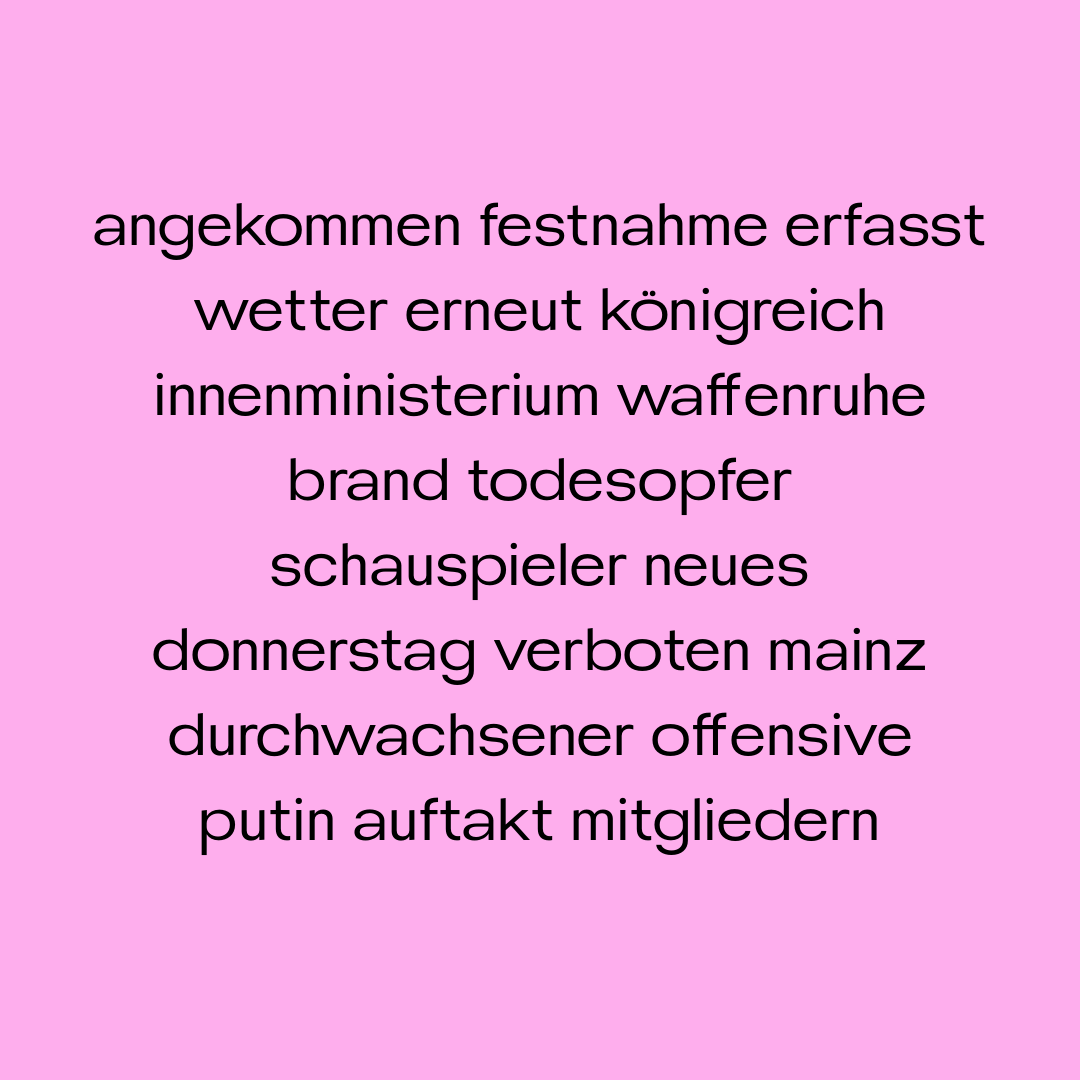 angekommen festnahme erfasst
wetter erneut königreich
innenministerium waffenruhe
brand todesopfer
schauspieler neues
donnerstag verboten mainz
durchwachsener offensive
putin auftakt mitgliedern